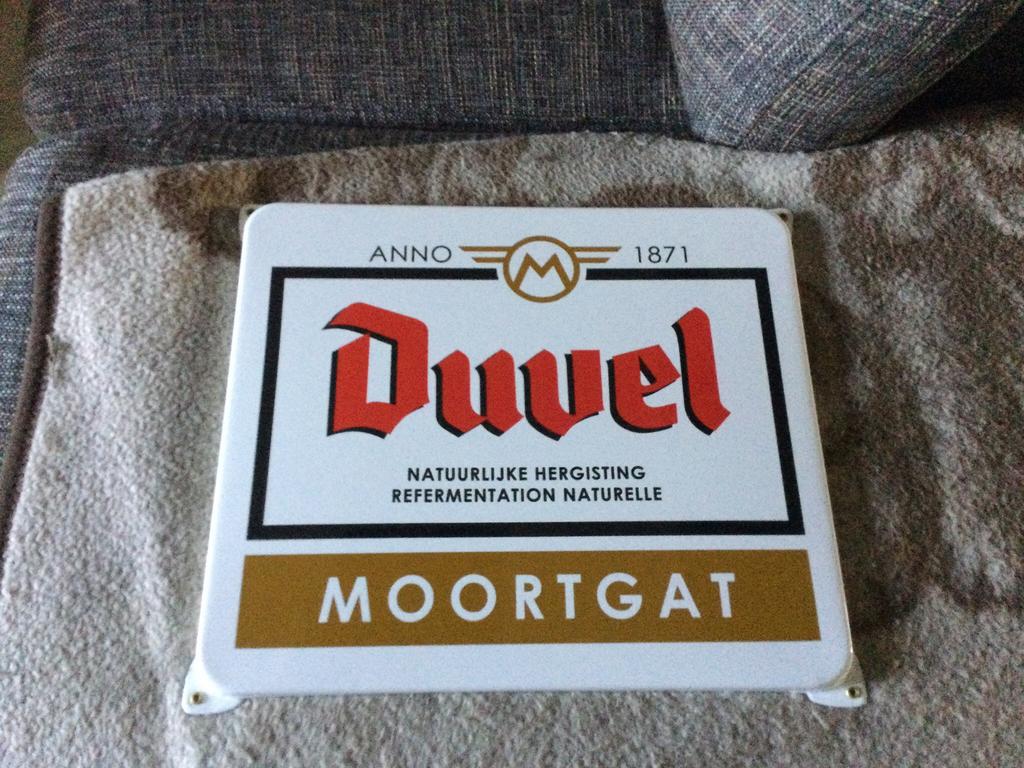 ANNO M 1871
Duvel
NATUURLIJKE HERGISTING
REFERMENTATION NATURELLE
MOORTGAT